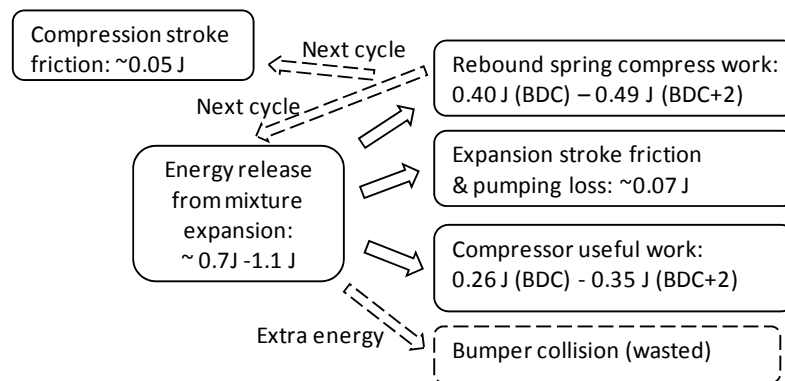 Compression stroke
friction: ~0.05 J
Next cycle
Rebound spring compress work:
0.40 J (BDC) – 0.49 J (BDC+2)
Next cycle
Energy release
from mixture
expansion:
~ 0.7J -1.1 J
Expansion stroke friction
& pumping loss: ~0.07 J
Compressor useful work:
0.26 J (BDC) - 0.35 J (BDC+2)
Extra energy
Bumper collision (wasted)